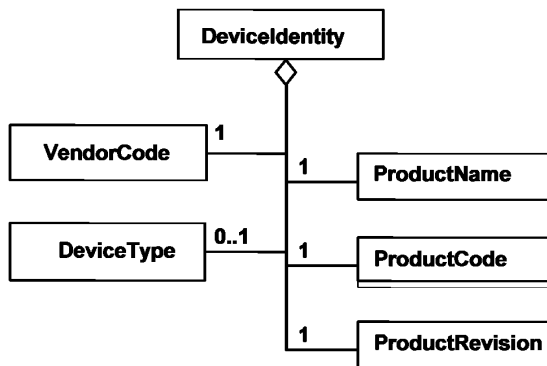 DeviceIdentity
1
VendorCode
1
ProductName
0..1
DeviceType
1
ProductCode
1
ProductRevision